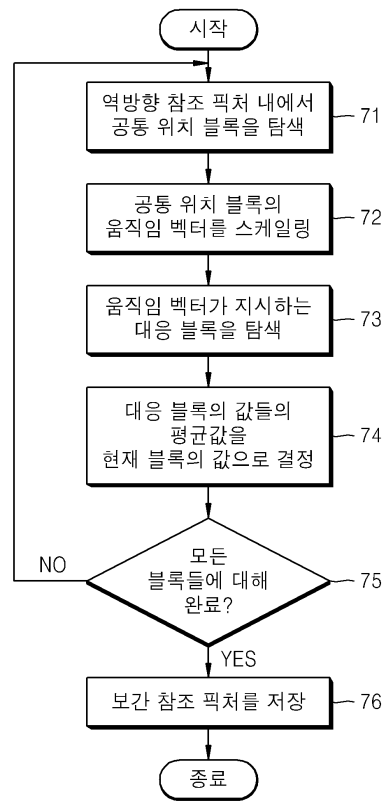 시작
역방향 참조 픽처 내에서
공통 위치 블록을 탐색
71
공통 위치 블록의
움직임 벡터를 스케일링
72
움직임 벡터가 지시하는
대응 블록을 탐색
73
대응 블록의 값들의
평균값을
현재 블록의 값으로 결정
74
모든
블록들에 대해
완료?
75
NO
YES
보간 참조 픽처를 저장
76
종료